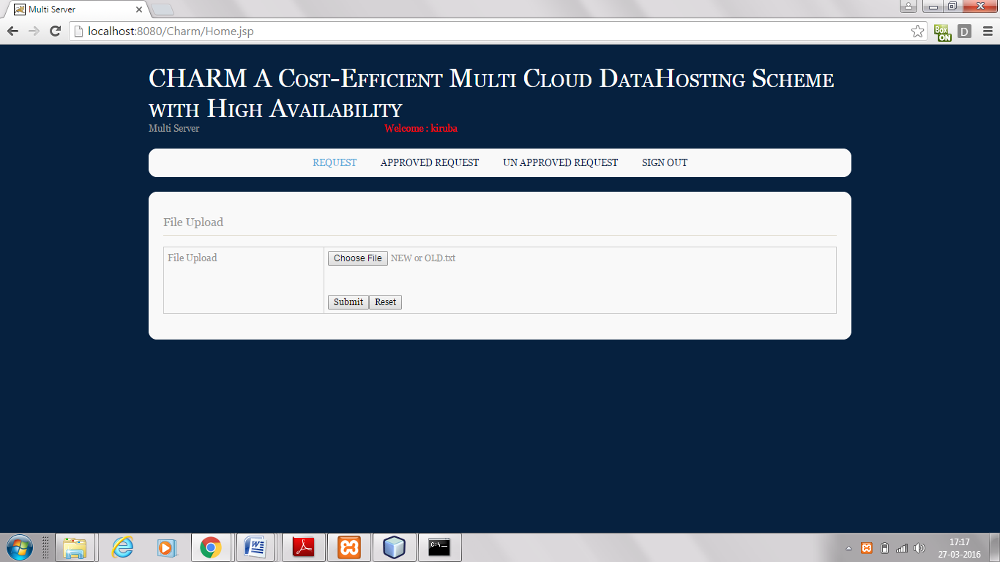 Multi Server
localhost:8080/Charm/Home.jsp
Box
ON
D
CHARM A Cost-Efficient Multi Cloud DataHosting Scheme
with High Availability
Multi Server
Welcome : kiruba
REQUEST
APPROVED REQUEST
UN APPROVED REQUEST
SIGN OUT
File Upload
File Upload
Choose File NEW or OLD.txt
Submit Reset
17:17
27-03-2016